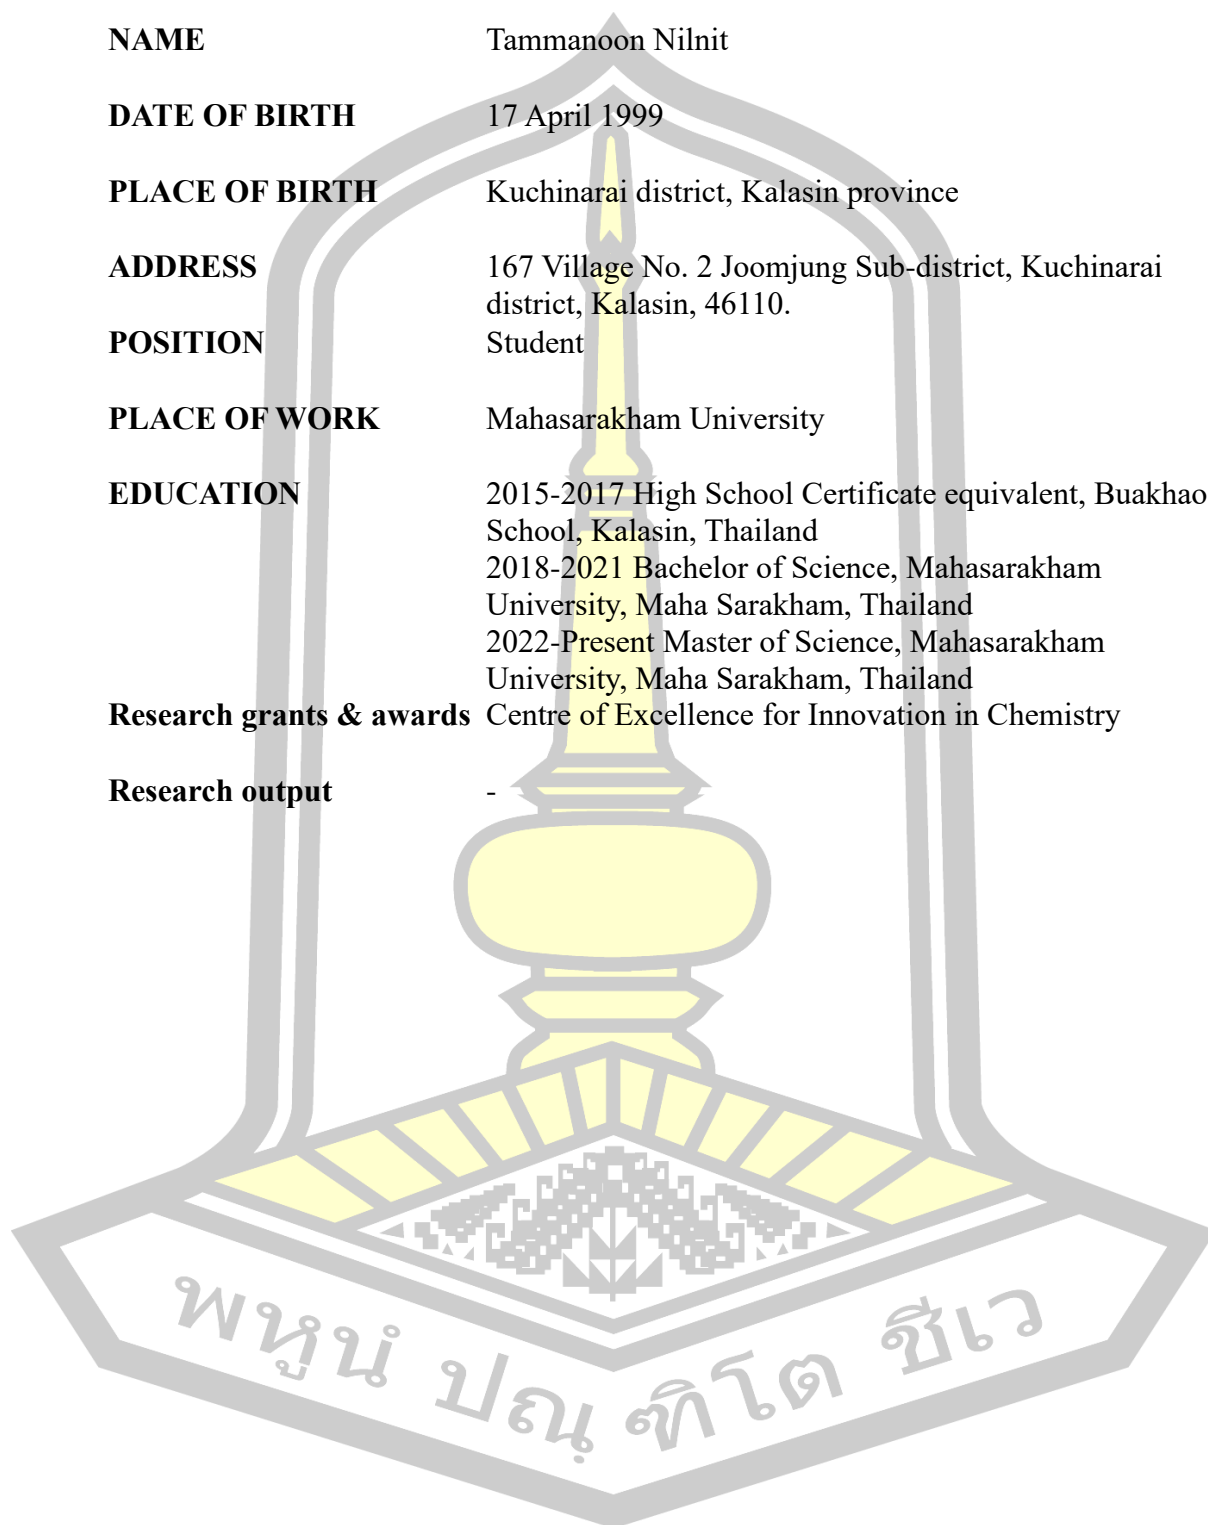 NAME Tammanoon Nilnit
DATE OF BIRTH 17 April 1999
PLACE OF BIRTH Kuchinarai district, Kalasin province
ADDRESS 167 Village No. 2 Joomjung Sub-district, Kuchinarai
district, Kalasin, 46110.
POSITION Student
PLACE OF WORK Mahasarakham University
EDUCATION 2015-2017 High School Certificate equivalent, Buakhao
School, Kalasin, Thailand
2018-2021 Bachelor of Science, Mahasarakham
University, Maha Sarakham, Thailand
2022-Present Master of Science, Mahasarakham
University, Maha Sarakham, Thailand
Research grants & awards Centre of Excellence for Innovation in Chemistry
Research output -
พหูนํ ปณฺ ฑิโต ชีเว